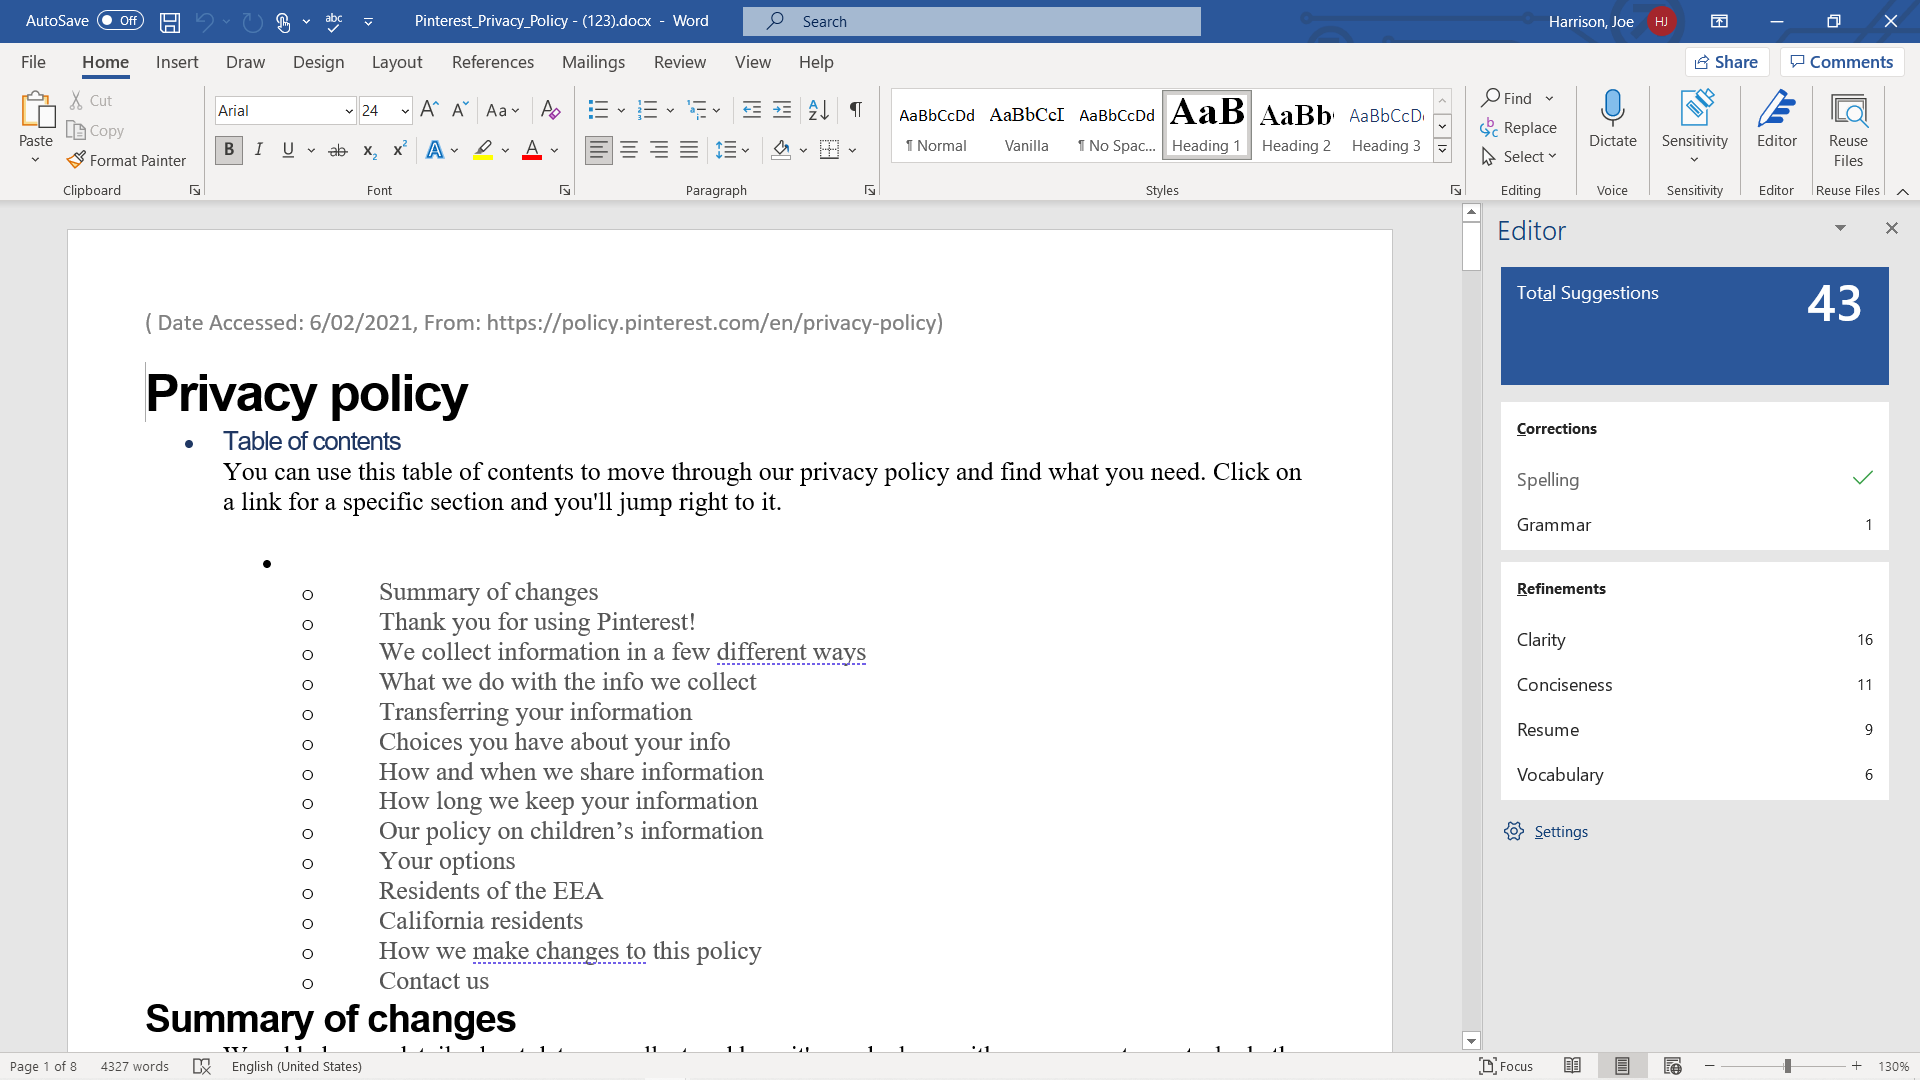 AutoSave Off Pinterest_Privacy_Policy - (123).docx - Word Search Harrison, Joe HJ
File Home Insert Draw Design Layout References Mailings Review View Help Share Comments
Paste Cut Copy Format Painter Clipboard
Arial 24 Font
Paragraph
AaBbCcDd ¶ Normal
AaBbCcI Vanilla
AaBbCcDd ¶ No Spac...
AaB Heading 1
AaBb Heading 2
AaBbCcD Heading 3
Styles
Find Replace Select Editing
Dictate Voice
Sensitivity Sensitivity
Editor Editor
Reuse Files Reuse Files
( Date Accessed: 6/02/2021, From: https://policy.pinterest.com/en/privacy-policy)
Privacy policy
• Table of contents
You can use this table of contents to move through our privacy policy and find what you need. Click on
a link for a specific section and you'll jump right to it.
•
o Summary of changes
o Thank you for using Pinterest!
o We collect information in a few different ways
o What we do with the info we collect
o Transferring your information
o Choices you have about your info
o How and when we share information
o How long we keep your information
o Our policy on children’s information
o Your options
o Residents of the EEA
o California residents
o How we make changes to this policy
o Contact us
Summary of changes
Editor
Total Suggestions 43
Corrections
Spelling
Grammar 1
Refinements
Clarity 16
Conciseness 11
Resume 9
Vocabulary 6
Settings
Page 1 of 8 4327 words English (United States) Focus 130%